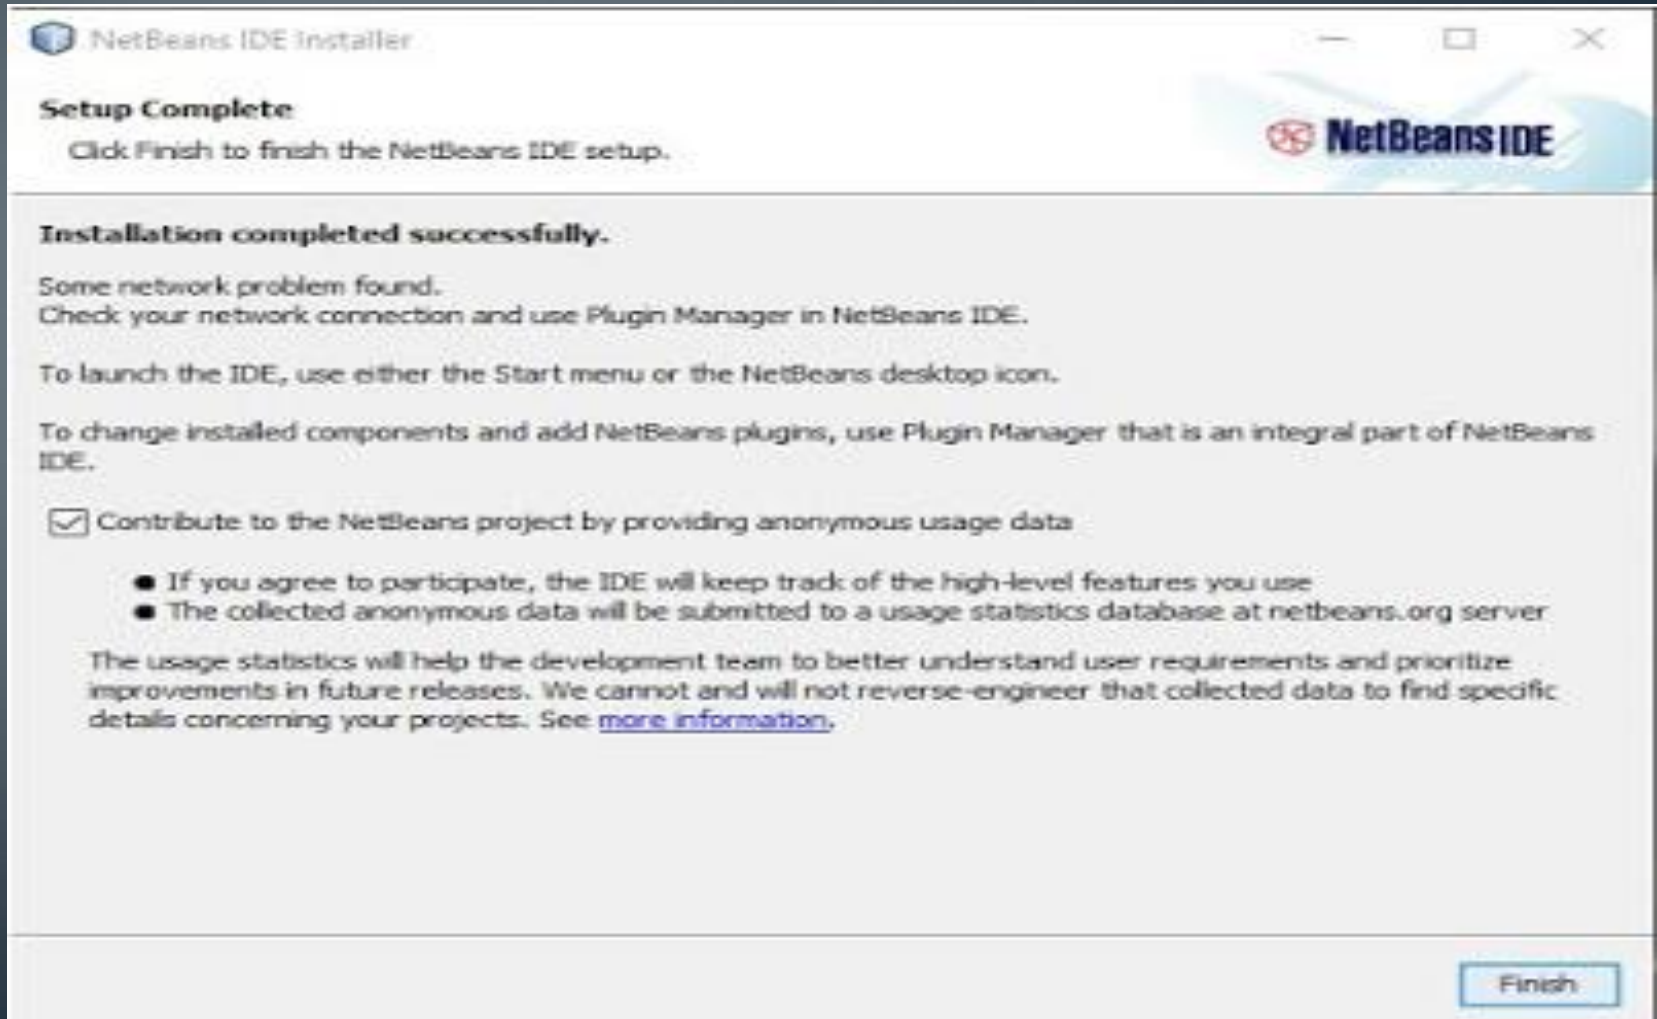 NetBeans IDE Installer
Setup Complete
Click Finish to finish the NetBeans IDE setup.
NetBeans IDE
Installation completed successfully.
Some network problem found.
Check your network connection and use Plugin Manager in NetBeans IDE.
To launch the IDE, use either the Start menu or the NetBeans desktop icon.
To change installed components and add NetBeans plugins, use Plugin Manager that is an integral part of NetBeans
IDE.
Contribute to the NetBeans project by providing anonymous usage data
● If you agree to participate, the IDE will keep track of the high-level features you use
● The collected anonymous data will be submitted to a usage statistics database at netbeans.org server
The usage statistics will help the development team to better understand user requirements and prioritize
improvements in future releases. We cannot and will not reverse-engineer that collected data to find specific
details concerning your projects. See more information.
Finish